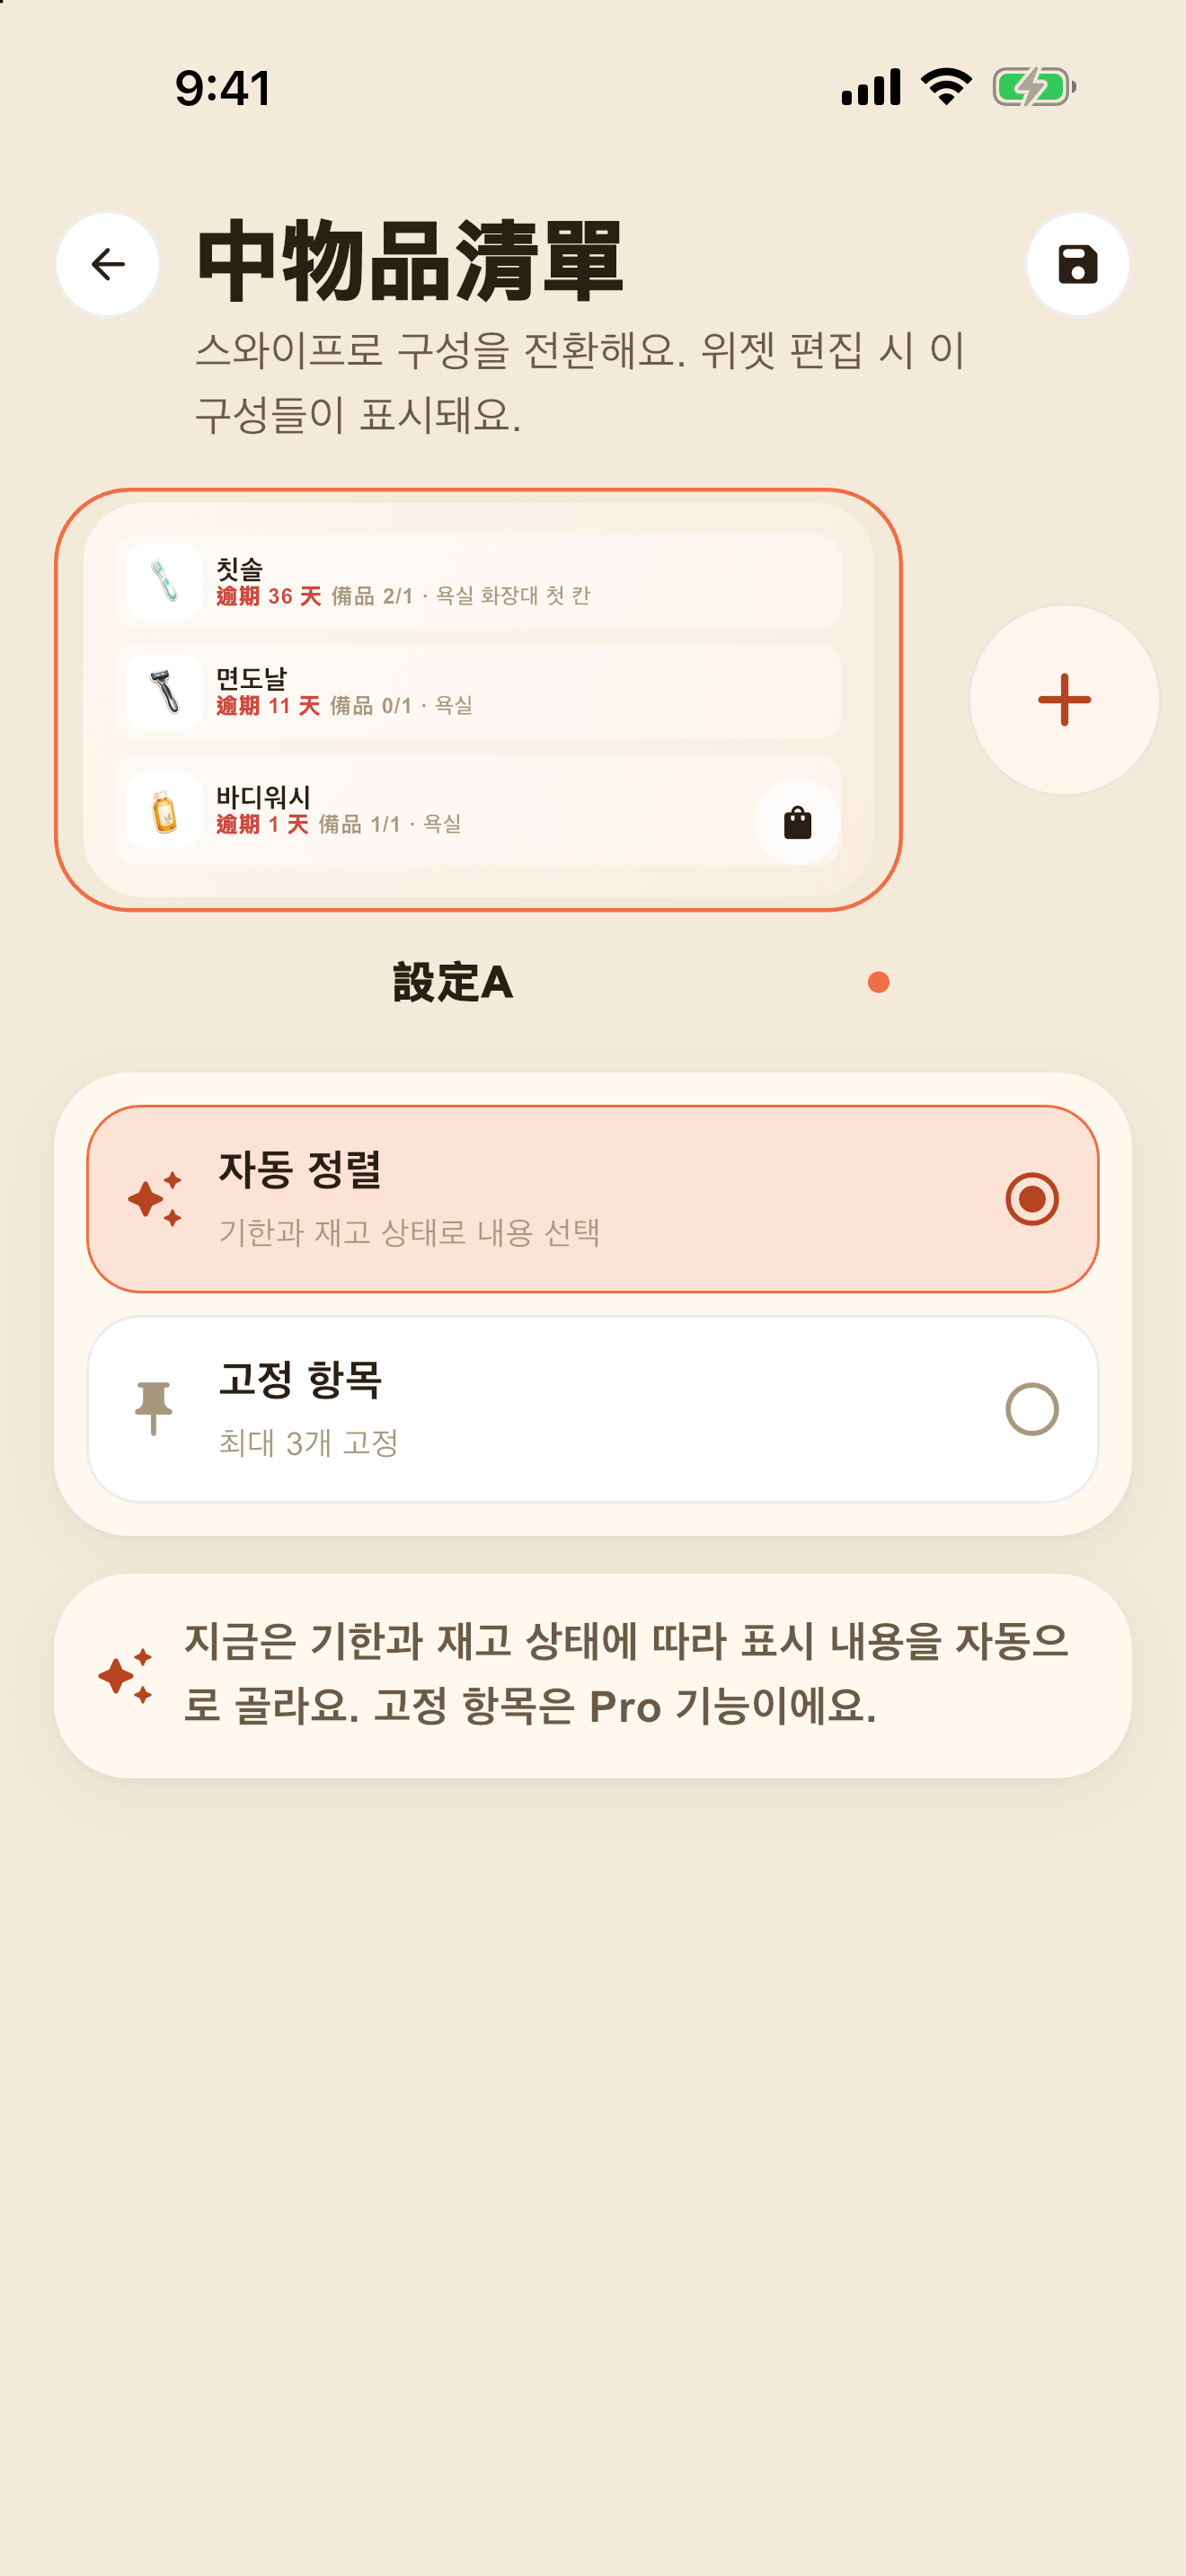 9:41
中物品清單
스와이프로 구성을 전환해요. 위젯 편집 시 이
구성들이 표시돼요.
칫솔
逾期 36 天 備品 2/1 · 욕실 화장대 첫 칸
면도날
逾期 11 天 備品 0/1 · 욕실
바디워시
逾期 1 天 備品 1/1 · 욕실
設定A
자동 정렬
기한과 재고 상태로 내용 선택
고정 항목
최대 3개 고정
지금은 기한과 재고 상태에 따라 표시 내용을 자동으
로 골라요. 고정 항목은 Pro 기능이에요.